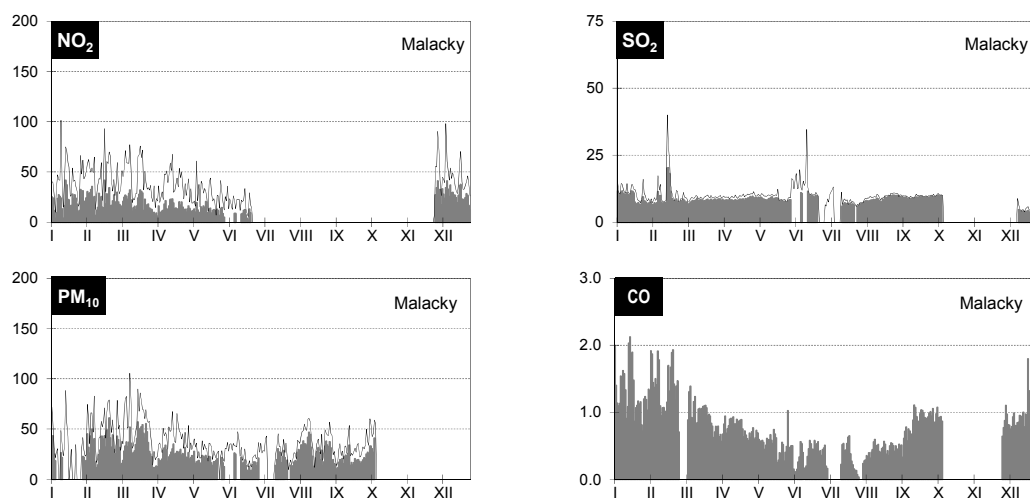 NO2
Malacky
200
150
100
50
0
I II III IV V VI VII VIII IX X XI XII
SO2
Malacky
75
50
25
0
I II III IV V VI VII VIII IX X XI XII
PM10
Malacky
200
150
100
50
0
I II III IV V VI VII VIII IX X XI XII
CO
Malacky
3.0
2.0
1.0
0.0
I II III IV V VI VII VIII IX X XI XII